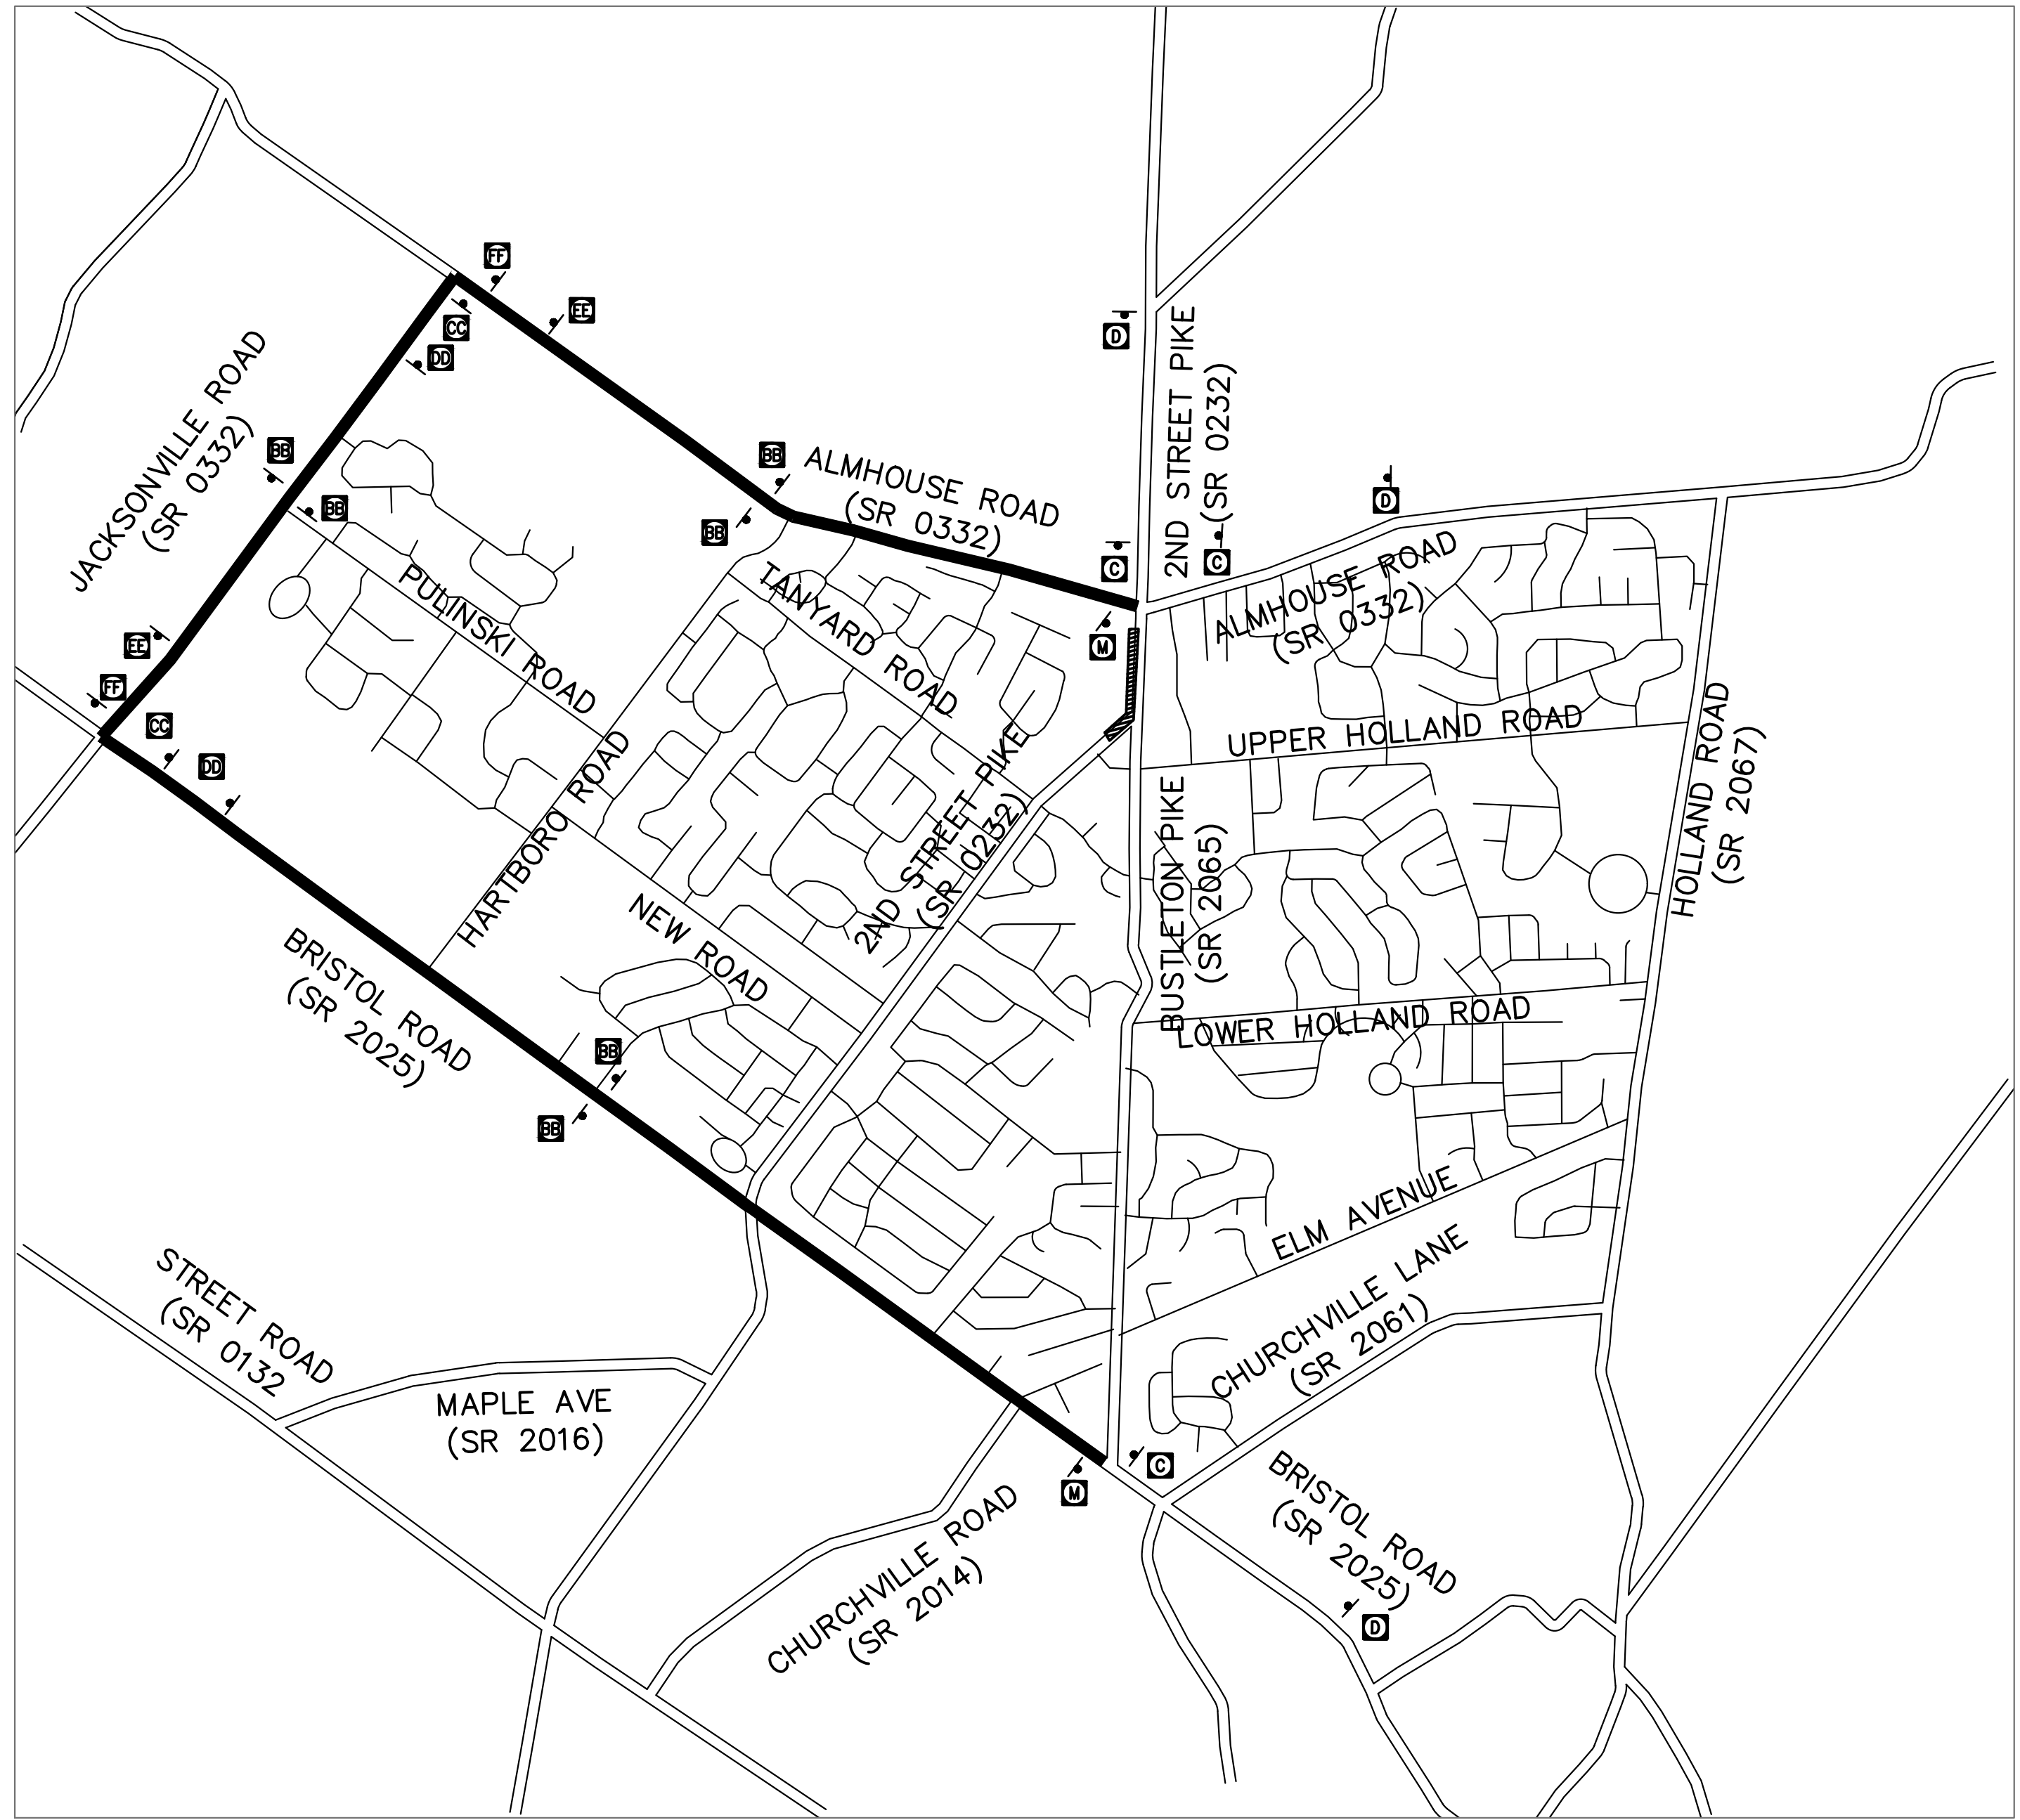 FF
EE
CC
DD
D
JACKSONVILLE ROAD
(SR 0332)
BB
BB
BB
BB
ALMHOUSE ROAD
(SR 0332)
2ND STREET PIKE
(SR 0232)
D
C
C
M
ALMHOUSE ROAD
(SR 0332)
PULINSKI ROAD
TANYARD ROAD
EE
FF
CC
DD
UPPER HOLLAND ROAD
HOLLAND ROAD
(SR 2067)
HARTBORO ROAD
2ND STREET PIKE
(SR 0232)
BUSTLETON PIKE
(SR 2065)
NEW ROAD
BRISTOL ROAD
(SR 2025)
LOWER HOLLAND ROAD
BB
BB
ELM AVENUE
CHURCHVILLE LANE
(SR 2061)
STREET ROAD
(SR 0132
MAPLE AVE
(SR 2016)
C
M
BRISTOL ROAD
(SR 2025)
CHURCHVILLE ROAD
(SR 2014)
D